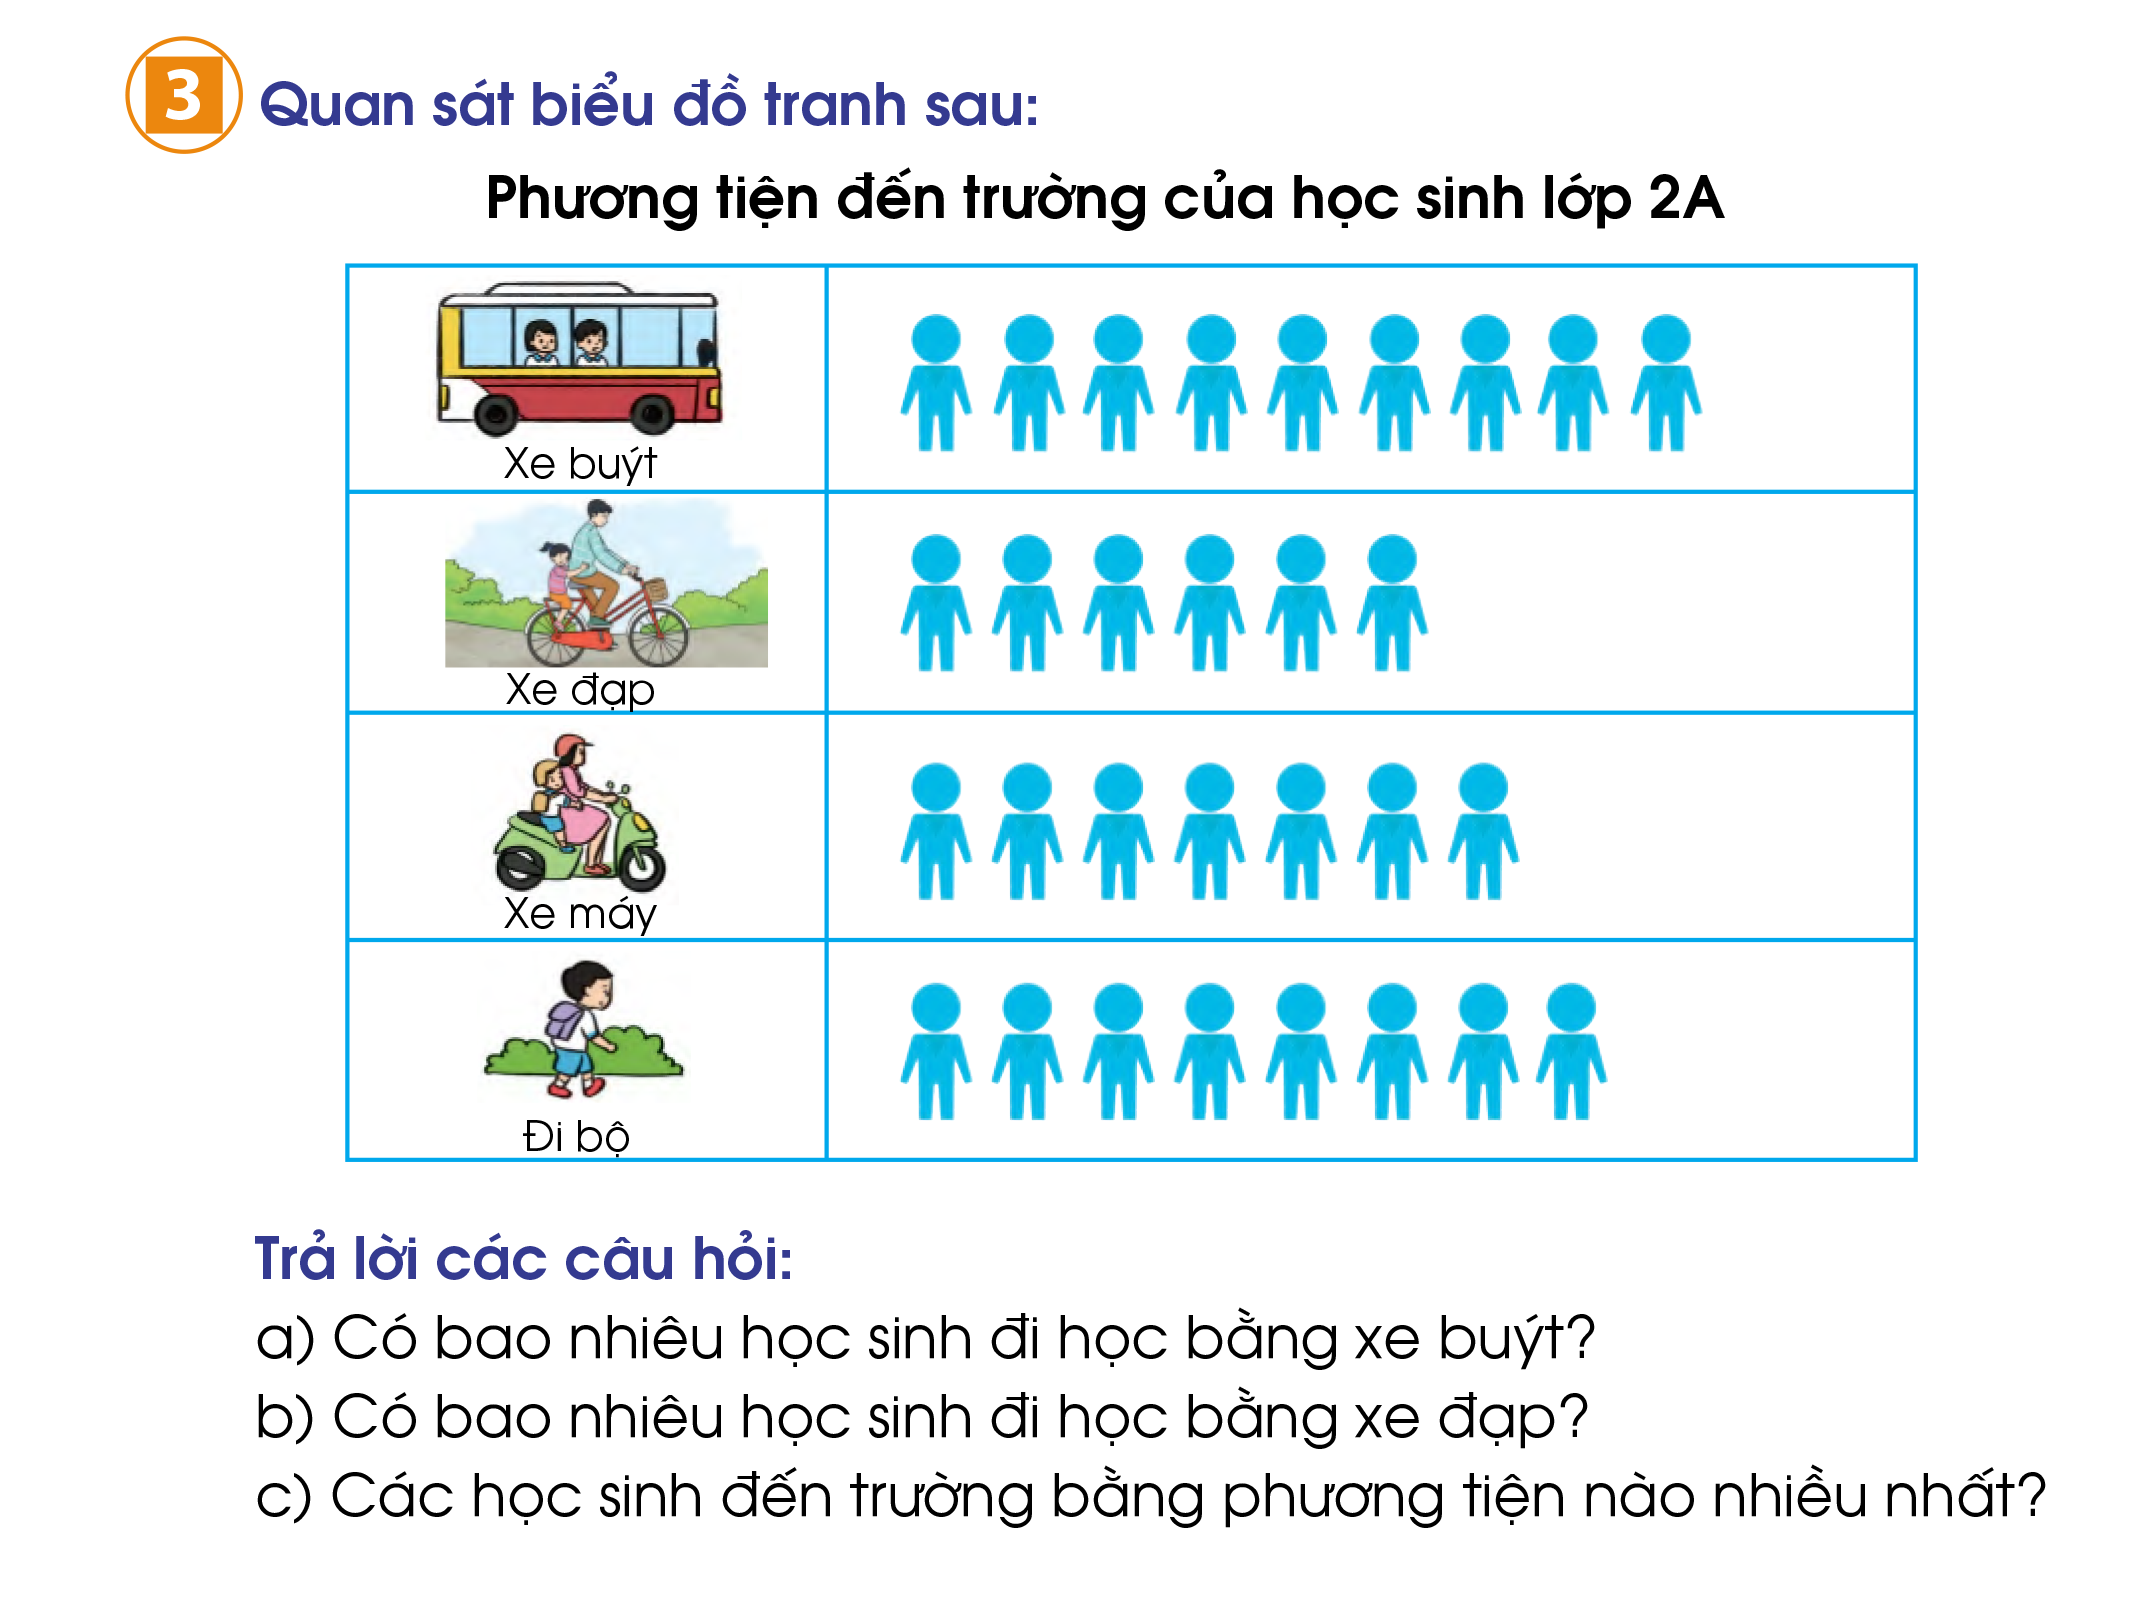 3 Quan sát biểu đồ tranh sau:
Phương tiện đến trường của học sinh lớp 2A
Xe buýt
Xe đạp
Xe máy
Đi bộ
Trả lời các câu hỏi:
a) Có bao nhiêu học sinh đi học bằng xe buýt?
b) Có bao nhiêu học sinh đi học bằng xe đạp?
c) Các học sinh đến trường bằng phương tiện nào nhiều nhất?